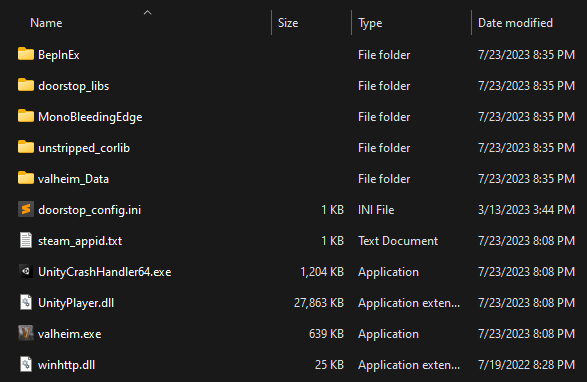 Name Size Type Date modified
BepInEx File folder 7/23/2023 8:35 PM
doorstop_libs File folder 7/23/2023 8:35 PM
MonoBleedingEdge File folder 7/23/2023 8:35 PM
unstripped_corlib File folder 7/23/2023 8:35 PM
valheim_Data File folder 7/23/2023 8:35 PM
doorstop_config.ini 1 KB INI File 3/13/2023 3:44 PM
steam_appid.txt 1 KB Text Document 7/23/2023 8:08 PM
UnityCrashHandler64.exe 1,204 KB Application 7/23/2023 8:08 PM
UnityPlayer.dll 27,863 KB Application exten... 7/23/2023 8:08 PM
valheim.exe 639 KB Application 7/23/2023 8:08 PM
winhttp.dll 25 KB Application exten... 7/19/2022 8:28 PM